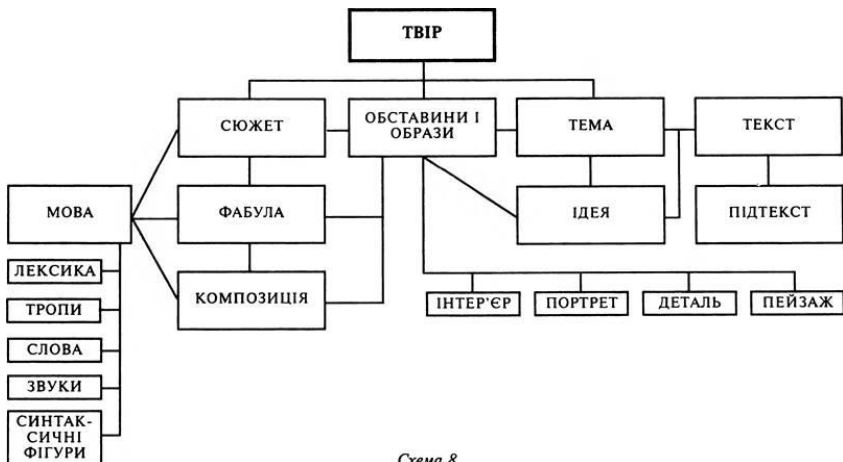 ТВІР
СЮЖЕТ
ОБСТАВИНИ І
ОБРАЗИ
ТЕМА
ТЕКСТ
МОВА
ФАБУЛА
ІДЕЯ
ПІДТЕКСТ
ЛЕКСИКА
КОМПОЗИЦІЯ
ІНТЕР'ЄР
ПОРТРЕТ
ДЕТАЛЬ
ПЕЙЗАЖ
ТРОПИ
СЛОВА
ЗВУКИ
СИНТАК-
СИЧНІ
ФІГУРИ
Схема 8